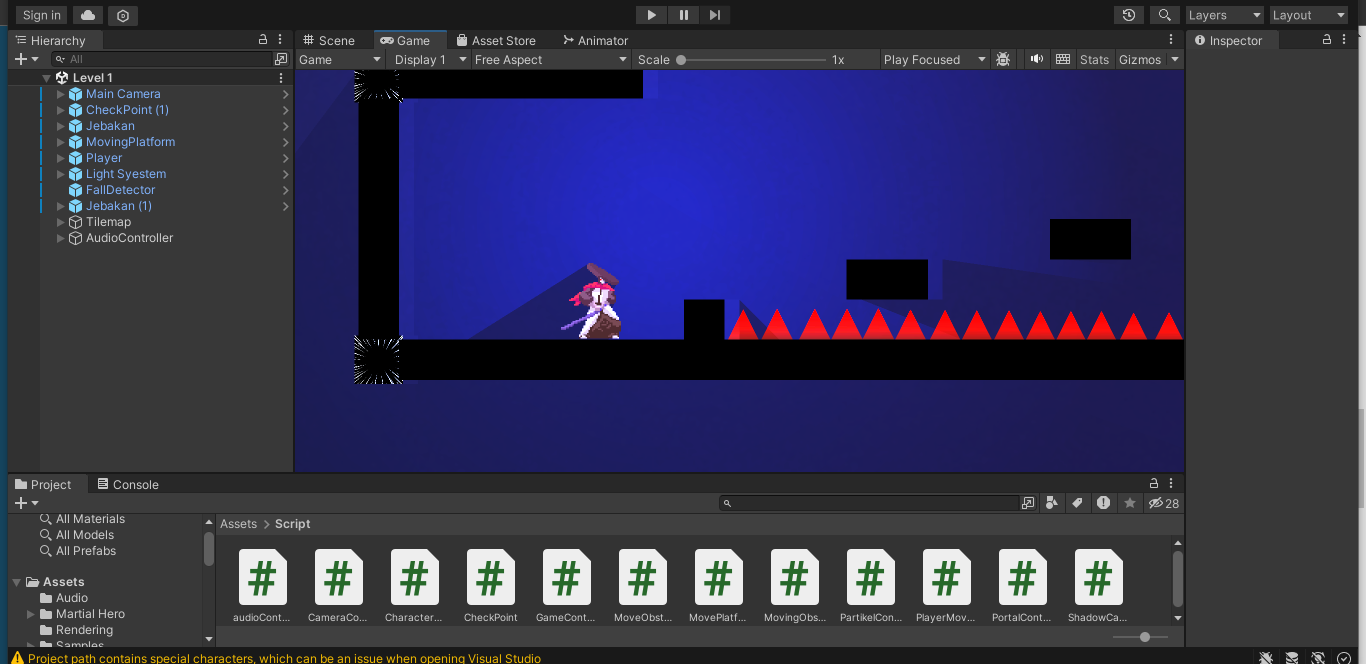 Sign in
Layers
Layout
Hierarchy
Scene
Game
Asset Store
Animator
Inspector
All
Game
Display 1
Free Aspect
Scale
1x
Play Focused
Stats
Gizmos
Level 1
Main Camera
CheckPoint (1)
Jebakan
MovingPlatform
Player
Light Syestem
FallDetector
Jebakan (1)
Tilemap
AudioController
Project
Console
28
All Materials
All Models
All Prefabs
Assets
Audio
Martial Hero
Rendering
Samples
Assets > Script
audioCont...
CameraCo...
Character...
CheckPoint
GameCont...
MoveObst...
MovePlatf...
MovingObs...
PartikelCon...
PlayerMov...
PortalCont...
ShadowCa...
Project path contains special characters, which can be an issue when opening Visual Studio